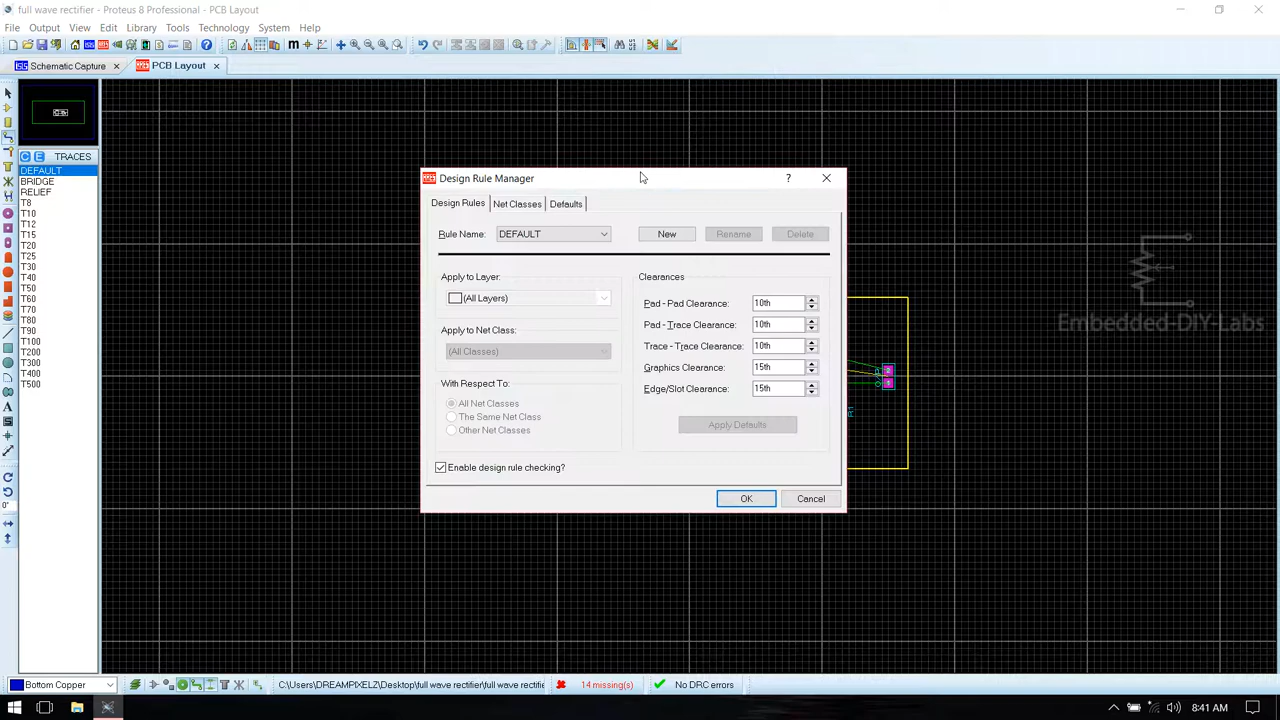 full wave rectifier - Proteus 8 Professional - PCB Layout
File Output View Edit Library Tools Technology System Help
Schematic Capture PCB Layout
C E TRACES
DEFAULT
BRIDGE
RELIEF
T8
T10
T12
T15
T20
T25
T30
T40
T50
T60
T70
T80
T90
T100
T200
T300
T400
T500
Design Rule Manager
Design Rules Net Classes Defaults
Rule Name: DEFAULT New Rename Delete
Apply to Layer:
(All Layers)
Apply to Net Class:
(All Classes)
With Respect To:
All Net Classes
The Same Net Class
Other Net Classes
Clearances
Pad - Pad Clearance: 10th
Pad - Trace Clearance: 10th
Trace - Trace Clearance: 10th
Graphics Clearance: 15th
Edge/Slot Clearance: 15th
Apply Defaults
Enable design rule checking?
OK Cancel
R1
Embedded-DIY-Labs
0°
Bottom Copper C:\Users\DREAMPIXELZ\Desktop\full wave rectifier\full wave rectifie 14 missing(s) No DRC errors
8:41 AM